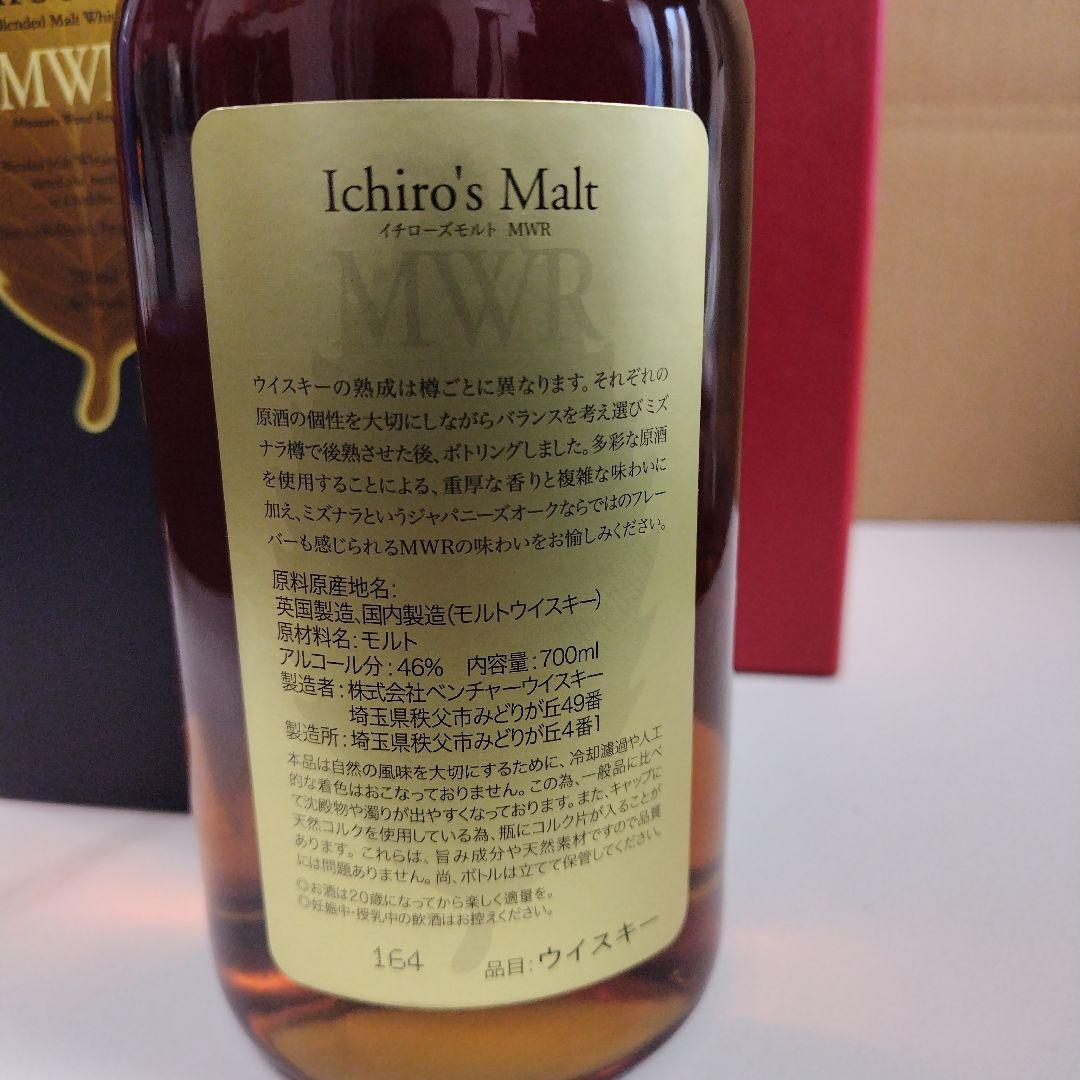 Blended Malt
MWR
Ichiro's Malt
イチローズモルト MWR
MWR
ウイスキーの熟成は樽ごとに異なります。それぞれの
原酒の個性を大切にしながらバランスを考え選びミズ
ナラ樽で後熟させた後、ボトリングしました。多彩な原酒
を使用することによる、重厚な香りと複雑な味わいに
加え、ミズナラというジャパニーズオークならではのフレー
バーも感じられるMWRの味わいをお愉しみください。
原料原産地名:
英国製造、国内製造(モルトウイスキー)
原材料名:モルト
アルコール分:46% 内容量:700ml
製造者:株式会社ベンチャーウイスキー
埼玉県秩父市みどりが丘49番
製造所:埼玉県秩父市みどりが丘4番1
本品は自然の風味を大切にするために、冷却濾過や人工
的な着色はおこなっておりません。この為、一般品に比べ
て沈殿物や濁りが出やすくなっております。また、キャップに
天然コルクを使用している為、瓶にコルク片が入ることが
あります。これらは、旨み成分や天然素材ですので品質
には問題ありません。尚、ボトルは立てて保管してください。
◎お酒は20歳になってから楽しく適量を。
◎妊娠中・授乳中の飲酒はお控えください。
164
品目:ウイスキー